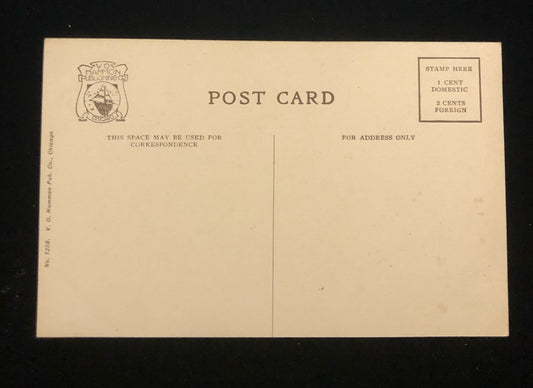 V. O.
HAMMON
PUBLISHING CO.
CHICAGO
POST CARD
STAMP HERE
1 CENT
DOMESTIC
2 CENTS
FOREIGN
THIS SPACE MAY BE USED FOR
CORRESPONDENCE
FOR ADDRESS ONLY
V. O. Hammon Pub. Co., Chicago